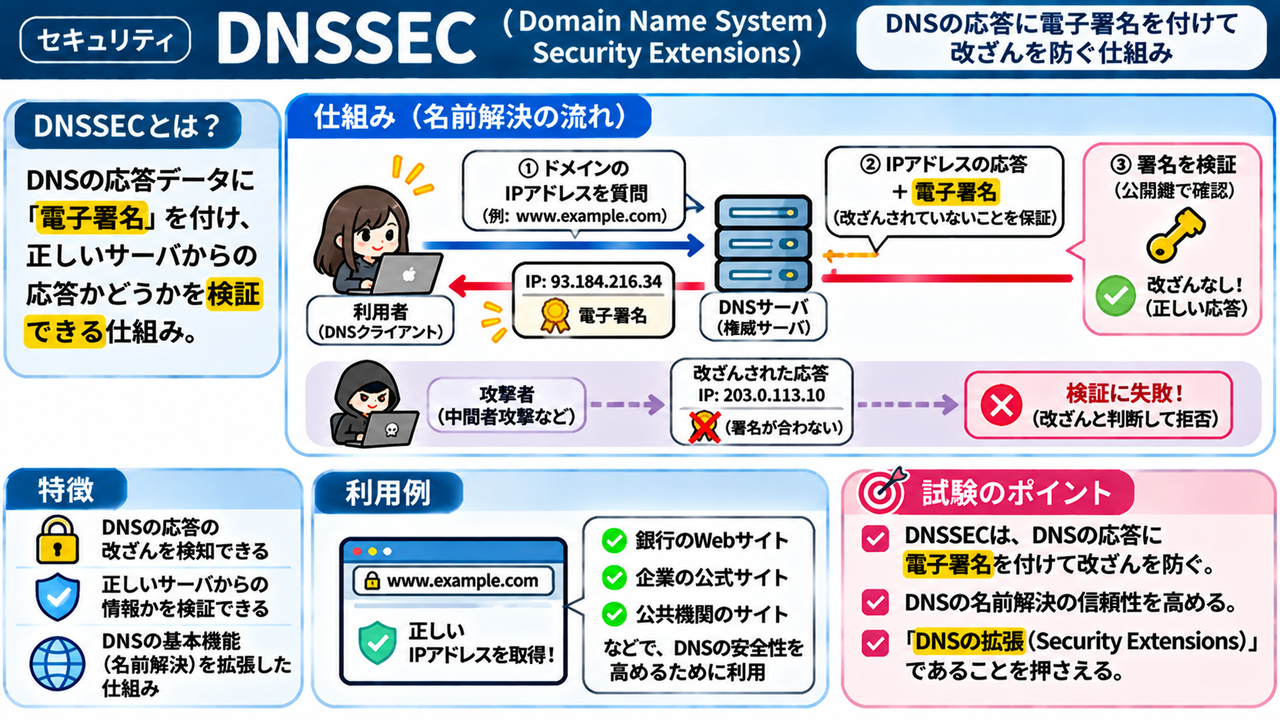 セキュリティ
DNSSEC
(Domain Name System
Security Extensions)
DNSの応答に電子署名を付けて
改ざんを防ぐ仕組み
DNSSECとは？
DNSの応答データに
「電子署名」を付け、
正しいサーバからの
応答かどうかを検証
できる仕組み。
仕組み（名前解決の流れ）
① ドメインの
IPアドレスを質問
（例: www.example.com）
② IPアドレスの応答
＋ 電子署名
（改ざんされていないことを保証）
③ 署名を検証
（公開鍵で確認）
改ざんなし！
（正しい応答）
IP: 93.184.216.34
電子署名
利用者
（DNSクライアント）
DNSサーバ
（権威サーバ）
攻撃者
（中間者攻撃など）
改ざんされた応答
IP: 203.0.113.10
（署名が合わない）
検証に失敗！
（改ざんと判断して拒否）
特徴
DNSの応答の
改ざんを検知できる
正しいサーバからの
情報かを検証できる
DNSの基本機能
（名前解決）を拡張した
仕組み
利用例
www.example.com
正しい
IPアドレスを取得！
銀行のWebサイト
企業の公式サイト
公共機関のサイト
などで、DNSの安全性を
高めるために利用
試験のポイント
DNSSECは、DNSの応答に
電子署名を付けて改ざんを防ぐ。
DNSの名前解決の信頼性を高める。
「DNSの拡張（Security Extensions）」
であることを押さえる。